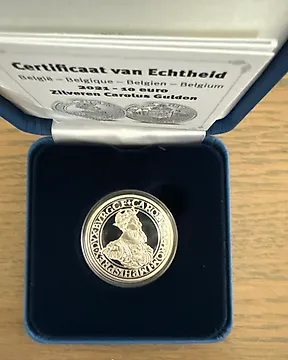 Certificaat van Echtheid
België - Belgique - Belgien - Belgium
2021 - 10 euro
Zilveren Carolus Gulden